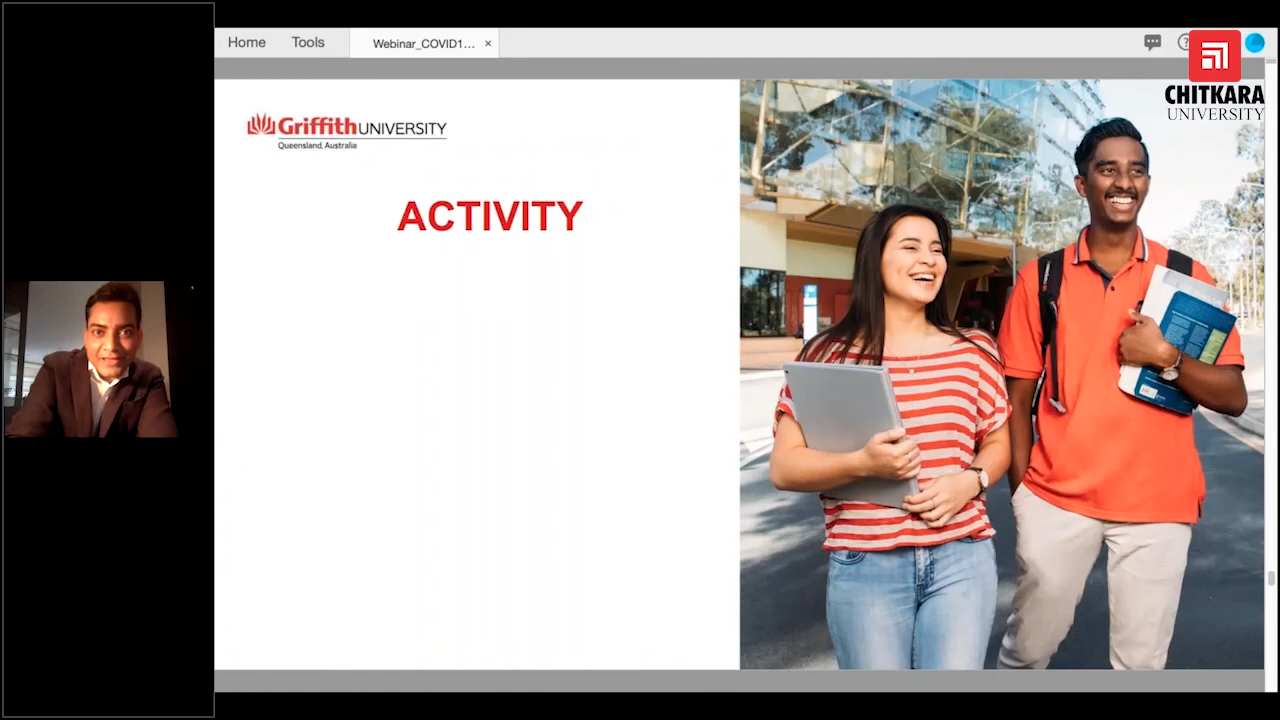 Home Tools Webinar_COVID1... ×
CHITKARA
UNIVERSITY
Griffith UNIVERSITY
Queensland, Australia
ACTIVITY